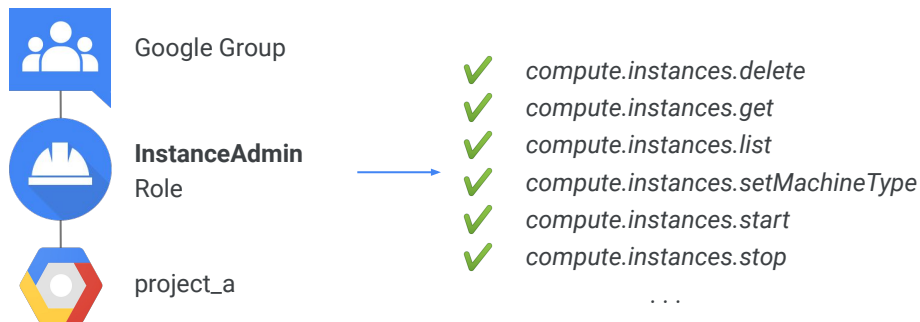 Google Group
InstanceAdmin
Role
project_a
compute.instances.delete
compute.instances.get
compute.instances.list
compute.instances.setMachineType
compute.instances.start
compute.instances.stop
. . .